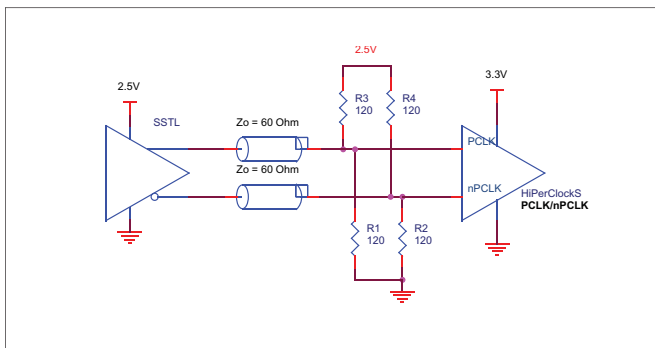 2.5V
3.3V
2.5V
SSTL
Zo = 60 Ohm
R3
120
R4
120
PCLK
Zo = 60 Ohm
nPCLK
HiPerClockS
PCLK/nPCLK
R1
120
R2
120